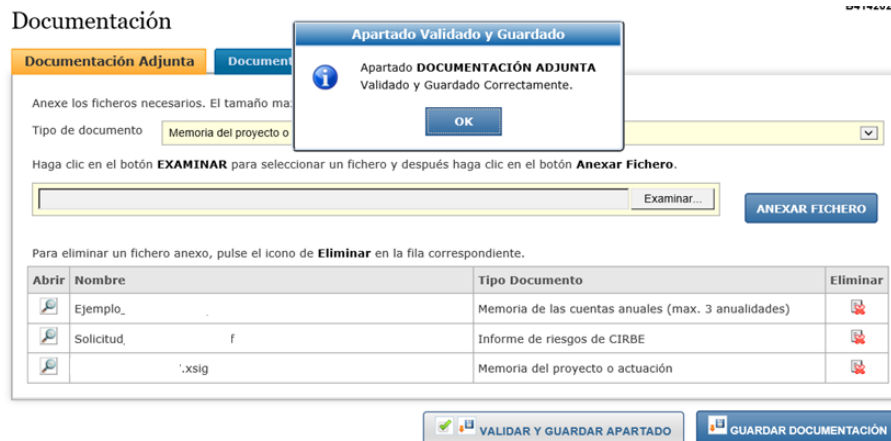 Documentación
Apartado Validado y Guardado
Documentación Adjunta
Apartado DOCUMENTACIÓN ADJUNTA
Validado y Guardado Correctamente.
OK
Anexe los ficheros necesarios. El tamaño
Tipo de documento
Memoria del proyecto o
Haga clic en el botón EXAMINAR para seleccionar un fichero y después haga clic en el botón Anexar Fichero.
Examinar...
ANEXAR FICHERO
Para eliminar un fichero anexo, pulse el icono de Eliminar en la fila correspondiente.
Abrir Nombre Tipo Documento Eliminar
Ejemplo_ Memoria de las cuentas anuales (max. 3 anualidades)
Solicitud f Informe de riesgos de CIRBE
.xsig Memoria del proyecto o actuación
VALIDAR Y GUARDAR APARTADO
GUARDAR DOCUMENTACIÓN